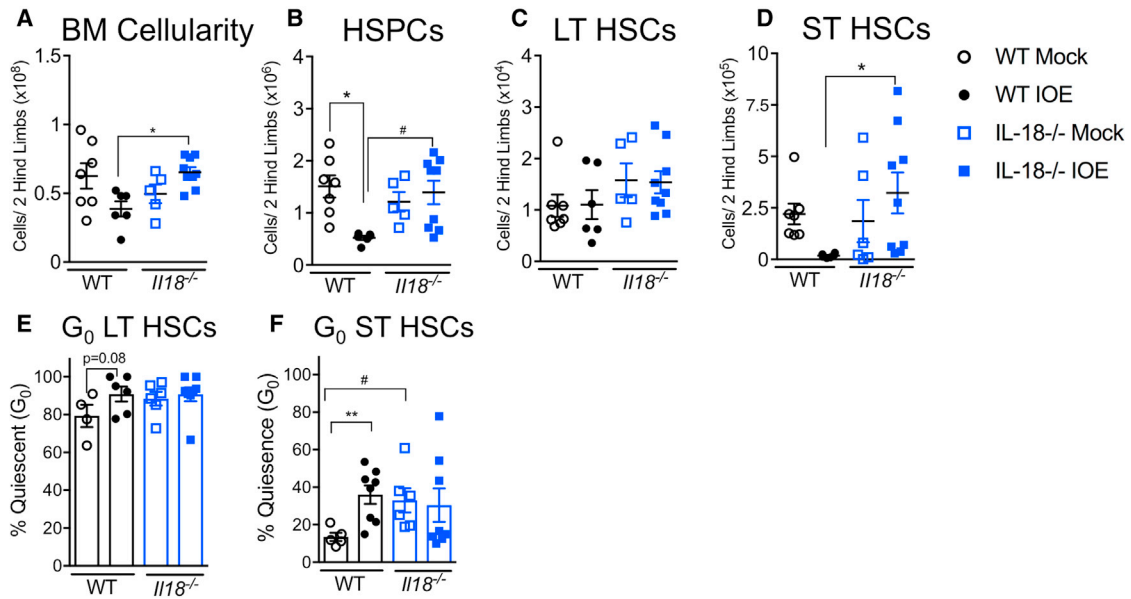 A BM Cellularity
Cells/ 2 Hind Limbs (x10⁸)
1.5
1.0
0.5
0
*
WT Il18⁻/⁻
B HSPCs
Cells/ 2 Hind Limbs (x10⁶)
4
3
2
1
0
*
#
WT Il18⁻/⁻
C LT HSCs
Cells/ 2 Hind Limbs (x10⁴)
4
3
2
1
0
WT Il18⁻/⁻
D ST HSCs
Cells/ 2 Hind Limbs (x10⁵)
10
7.5
5
2.5
0
*
WT Il18⁻/⁻
WT Mock
WT IOE
IL-18-/- Mock
IL-18-/- IOE
E G₀ LT HSCs
% Quiescent (G₀)
100
80
60
40
20
0
p=0.08
WT Il18⁻/⁻
F G₀ ST HSCs
% Quiesence (G₀)
100
80
60
40
20
0
#
**
WT Il18⁻/⁻